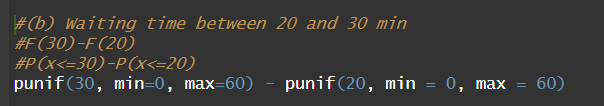 #(b) Waiting time between 20 and 30 min
#F(30)-F(20)
#P(x<=30)-P(x<=20)
punif(30, min=0, max=60) - punif(20, min = 0, max = 60)